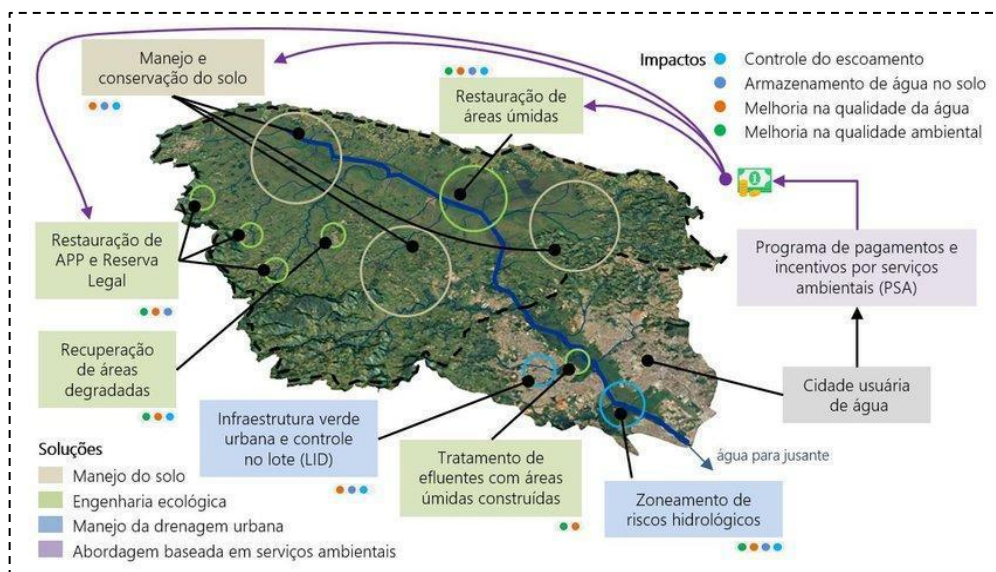 Manejo e
conservação do solo
Restauração de
áreas úmidas
Impactos
Controle do escoamento
Armazenamento de água no solo
Melhoria na qualidade da água
Melhoria na qualidade ambiental
Restauração de
APP e Reserva
Legal
Programa de pagamentos e
incentivos por serviços
ambientais (PSA)
Recuperação
de áreas
degradadas
Infraestrutura verde
urbana e controle
no lote (LID)
Tratamento de
efluentes com áreas
úmidas construídas
Cidade usuária
de água
água para jusante
Zoneamento de
riscos hidrológicos
Soluções
Manejo do solo
Engenharia ecológica
Manejo da drenagem urbana
Abordagem baseada em serviços ambientais